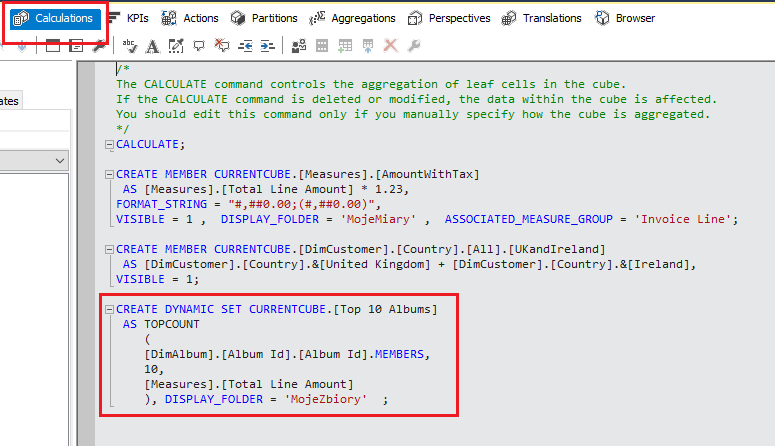 Calculations KPIs Actions Partitions Aggregations Perspectives Translations Browser
ates
/*
The CALCULATE command controls the aggregation of leaf cells in the cube.
If the CALCULATE command is deleted or modified, the data within the cube is affected.
You should edit this command only if you manually specify how the cube is aggregated.
*/
CALCULATE;
CREATE MEMBER CURRENTCUBE.[Measures].[AmountWithTax]
AS [Measures].[Total Line Amount] * 1.23,
FORMAT_STRING = "#,##0.00;(#,##0.00)",
VISIBLE = 1 , DISPLAY_FOLDER = 'MojeMiary' , ASSOCIATED_MEASURE_GROUP = 'Invoice Line';
CREATE MEMBER CURRENTCUBE.[DimCustomer].[Country].[All].[UKandIreland]
AS [DimCustomer].[Country].&[United Kingdom] + [DimCustomer].[Country].&[Ireland],
VISIBLE = 1;
CREATE DYNAMIC SET CURRENTCUBE.[Top 10 Albums]
AS TOPCOUNT
(
[DimAlbum].[Album Id].[Album Id].MEMBERS,
10,
[Measures].[Total Line Amount]
), DISPLAY_FOLDER = 'MojeZbiory' ;